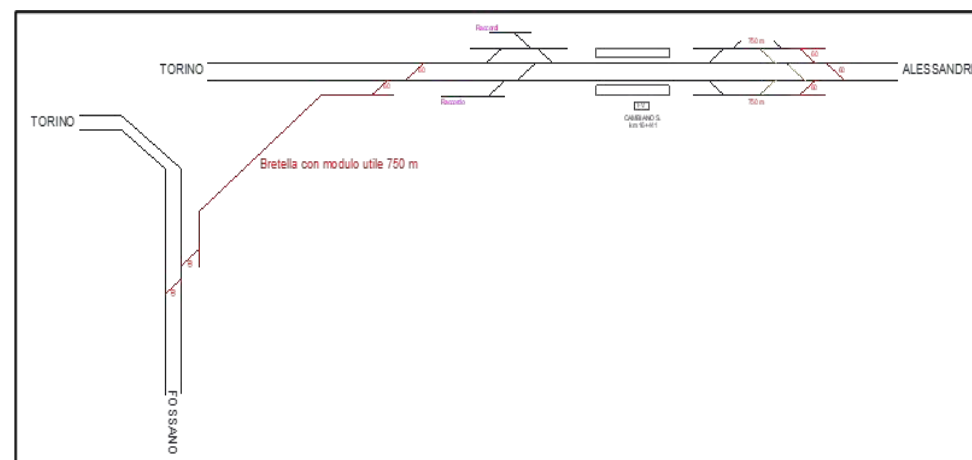 Raccordi
750 m
60
TORINO
60
60
ALESSANDRI
60
60
Raccordo
750 m
CAMBIANO S.
TORINO
Bretella con modulo utile 750 m
60
60
FOSSANO